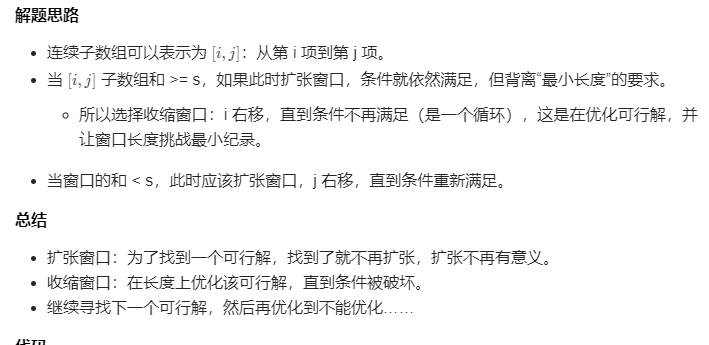 解题思路
连续子数组可以表示为 [i, j]：从第 i 项到第 j 项。
当 [i, j] 子数组和 >= s，如果此时扩张窗口，条件就依然满足，但背离“最小长度”的要求。
所以选择收缩窗口：i 右移，直到条件不再满足（是一个循环），这是在优化可行解，并
让窗口长度挑战最小纪录。
当窗口的和 < s，此时应该扩张窗口，j 右移，直到条件重新满足。
总结
扩张窗口：为了找到一个可行解，找到了就不再扩张，扩张不再有意义。
收缩窗口：在长度上优化该可行解，直到条件被破坏。
继续寻找下一个可行解，然后再优化到不能优化……